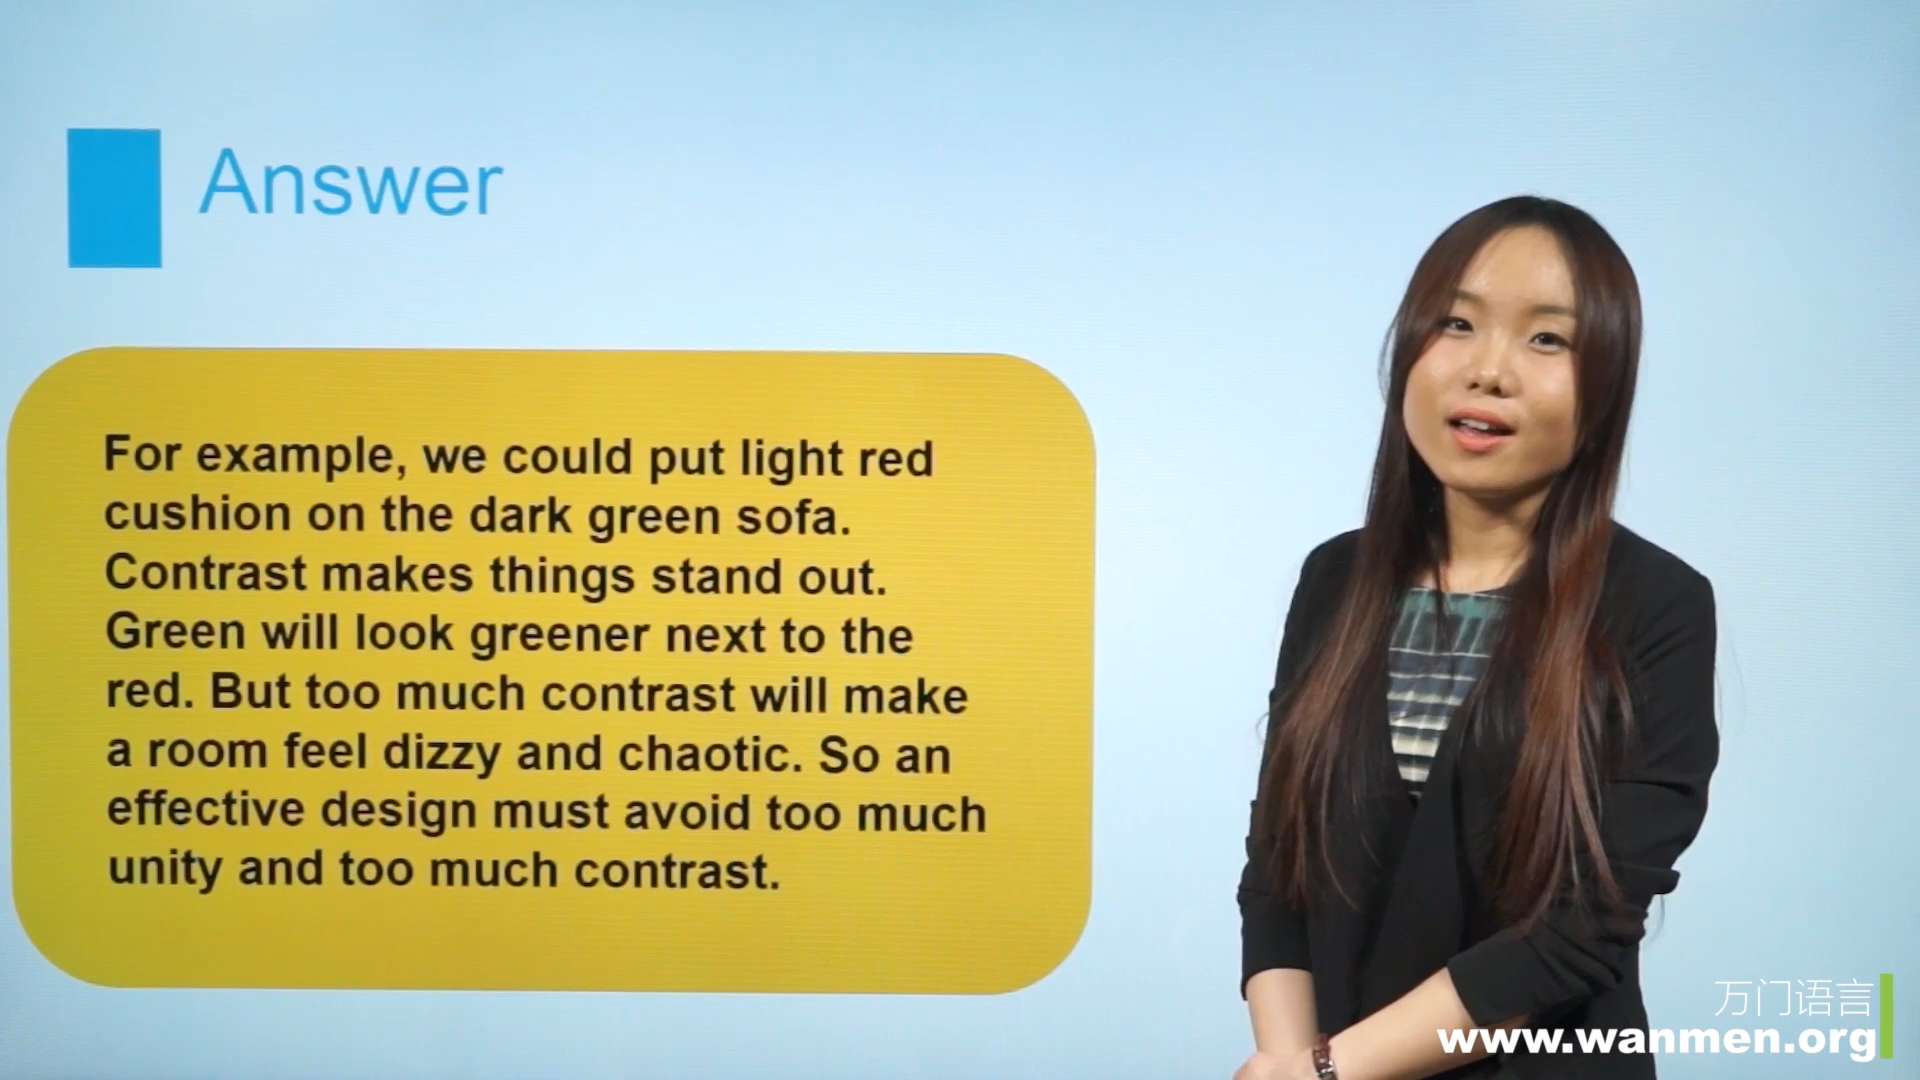 Answer
For example, we could put light red
cushion on the dark green sofa.
Contrast makes things stand out.
Green will look greener next to the
red. But too much contrast will make
a room feel dizzy and chaotic. So an
effective design must avoid too much
unity and too much contrast.
万门语言
www.wanmen.org